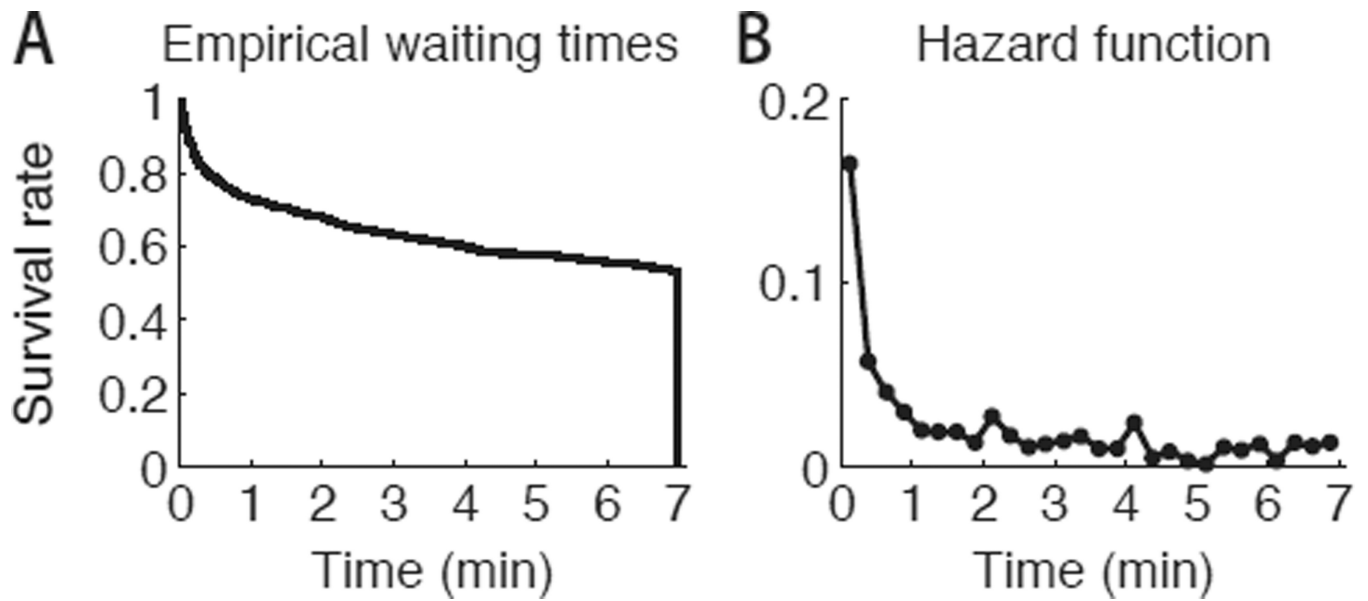 A Empirical waiting times
Survival rate
1
0.8
0.6
0.4
0.2
0
0 1 2 3 4 5 6 7
Time (min)
B Hazard function
0.2
0.1
0
0 1 2 3 4 5 6 7
Time (min)